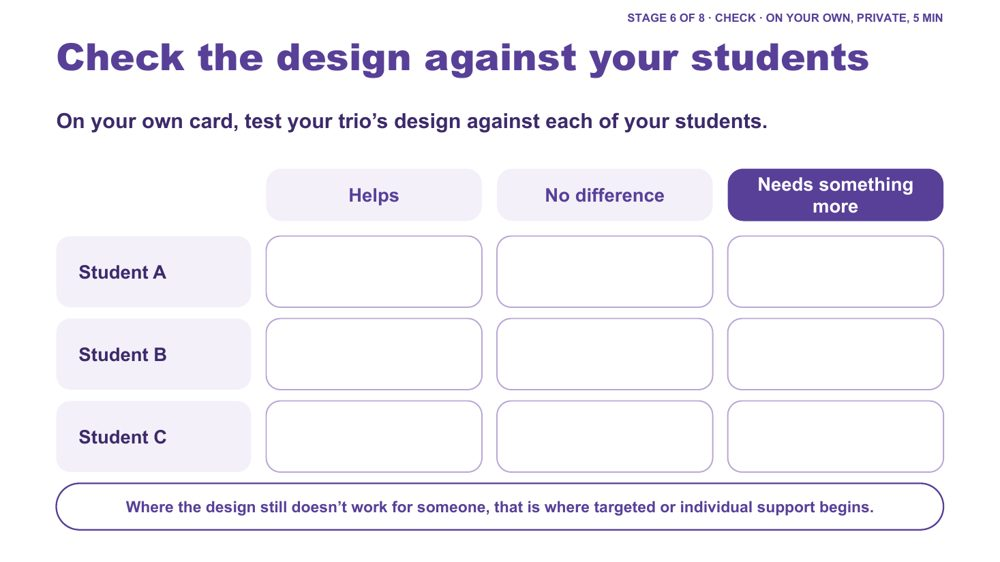 STAGE 6 OF 8 · CHECK · ON YOUR OWN, PRIVATE, 5 MIN
Check the design against your students
On your own card, test your trio’s design against each of your students.
Helps
No difference
Needs something
more
Student A
Student B
Student C
Where the design still doesn’t work for someone, that is where targeted or individual support begins.